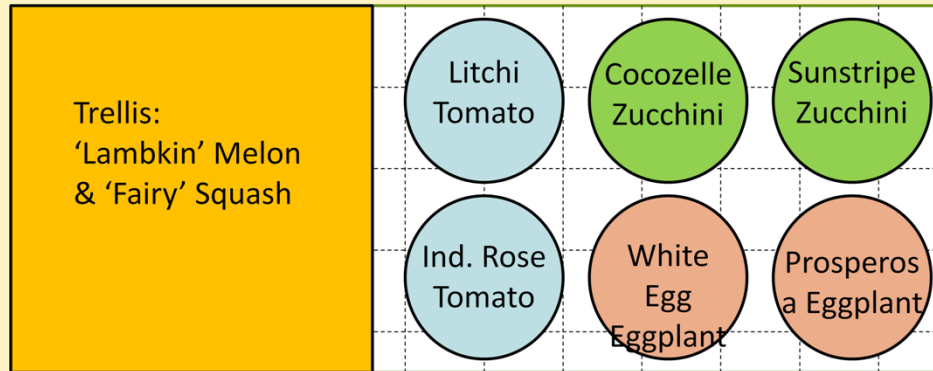 Trellis:
‘Lambkin’ Melon
& ‘Fairy’ Squash
Litchi
Tomato
Cocozelle
Zucchini
Sunstripe
Zucchini
Ind. Rose
Tomato
White
Egg
Eggplant
Prosperos
a Eggplant